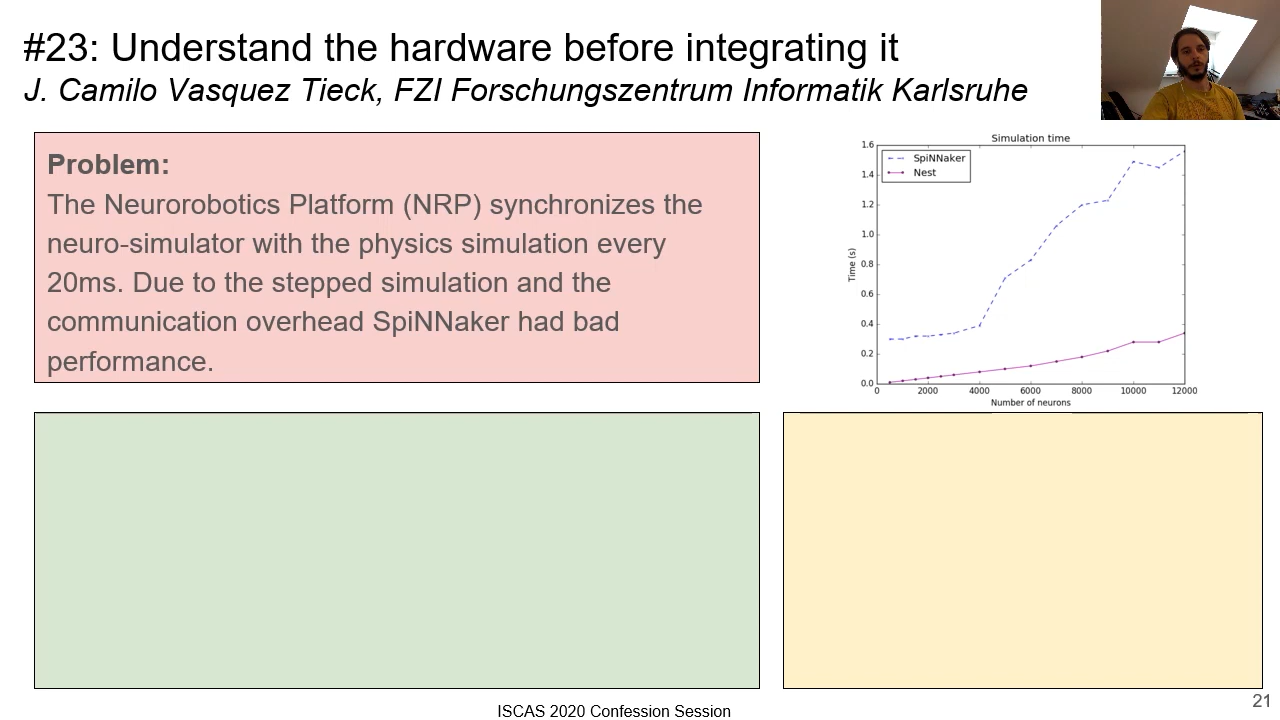 #23: Understand the hardware before integrating it
J. Camilo Vasquez Tieck, FZI Forschungszentrum Informatik Karlsruhe
Problem:
The Neurorobotics Platform (NRP) synchronizes the
neuro-simulator with the physics simulation every
20ms. Due to the stepped simulation and the
communication overhead SpiNNaker had bad
performance.
Simulation time
SpiNNaker
Nest
Time (s)
1.6
1.4
1.2
1.0
0.8
0.6
0.4
0.2
0.0
0 2000 4000 6000 8000 10000 12000
Number of neurons
ISCAS 2020 Confession Session
21